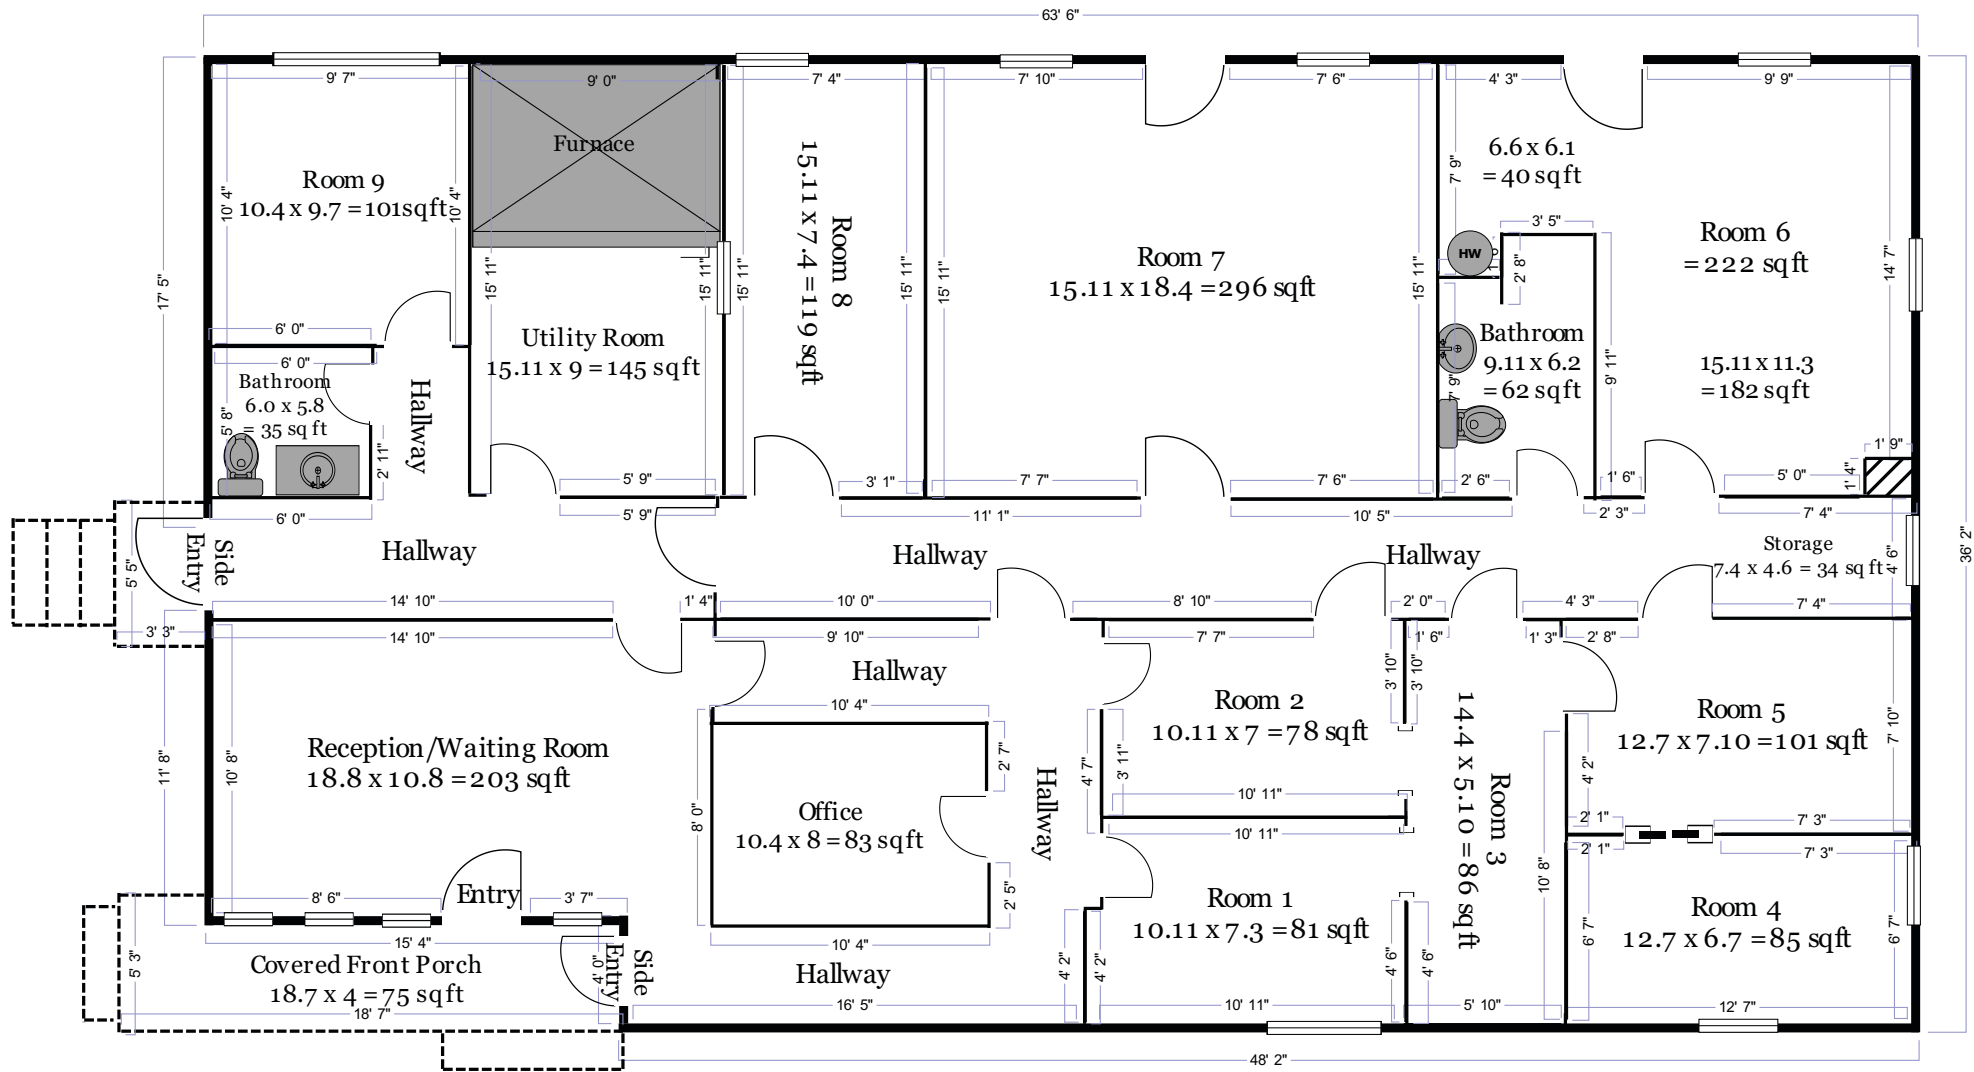 63' 6"
9' 7"
9' 0"
7' 4"
7' 10"
7' 6"
4' 3"
9' 9"
Furnace
Room 9
10.4 x 9.7 =101sqft
10' 4"
10' 4"
17' 5"
15' 11"
15' 11"
15' 11"
15' 11"
15' 11"
15' 11"
Room 8
15.11 x 7.4 =119 sqft
Room 7
15.11 x 18.4 =296 sqft
6.6 x 6.1
= 40 sqft
7' 9"
3' 5"
HW
2' 8"
Room 6
= 222 sqft
14' 7"
36' 2"
6' 0"
6' 0"
Bathroom
6.0 x 5.8
= 35 sq ft
5' 8"
2' 11"
Hallway
Utility Room
15.11 x 9 = 145 sqft
Bathroom
9.11 x 6.2
= 62 sqft
7' 9"
9' 11"
15.11 x 11.3
=182 sqft
1' 9"
1' 4"
5' 9"
3' 1"
7' 7"
7' 6"
2' 6"
1' 6"
5' 0"
6' 0"
5' 9"
11' 1"
10' 5"
2' 3"
7' 4"
Side
Entry
5' 5"
3' 3"
Hallway
Hallway
Hallway
Storage
7.4 x 4.6 = 34 sq ft
4' 6"
14' 10"
1' 4"
10' 0"
8' 10"
2' 0"
4' 3"
7' 4"
14' 10"
9' 10"
7' 7"
1' 6"
1' 3"
2' 8"
11' 8"
10' 8"
Hallway
10' 4"
3' 10"
3' 10"
Room 2
10.11 x 7 =78 sqft
Room 5
12.7 x 7.10 =101 sqft
7' 10"
Reception/Waiting Room
18.8 x 10.8 =203 sqft
8' 0"
2' 7"
Office
10.4 x 8 =83 sqft
2' 5"
Hallway
4' 7"
3' 11"
10' 11"
10' 11"
Room 3
14.4 x 5.10 =86 sqft
4' 2"
2' 1"
7' 3"
2' 1"
7' 3"
10' 8"
8' 6"
Entry
3' 7"
Room 1
10.11 x 7.3 =81 sqft
Room 4
12.7 x 6.7 =85 sqft
6' 7"
6' 7"
15' 4"
10' 4"
5' 3"
Covered Front Porch
18.7 x 4 =75 sqft
18' 7"
4' 0"
Side
Entry
Hallway
16' 5"
4' 2"
4' 2"
10' 11"
4' 6"
4' 6"
5' 10"
12' 7"
48' 2"